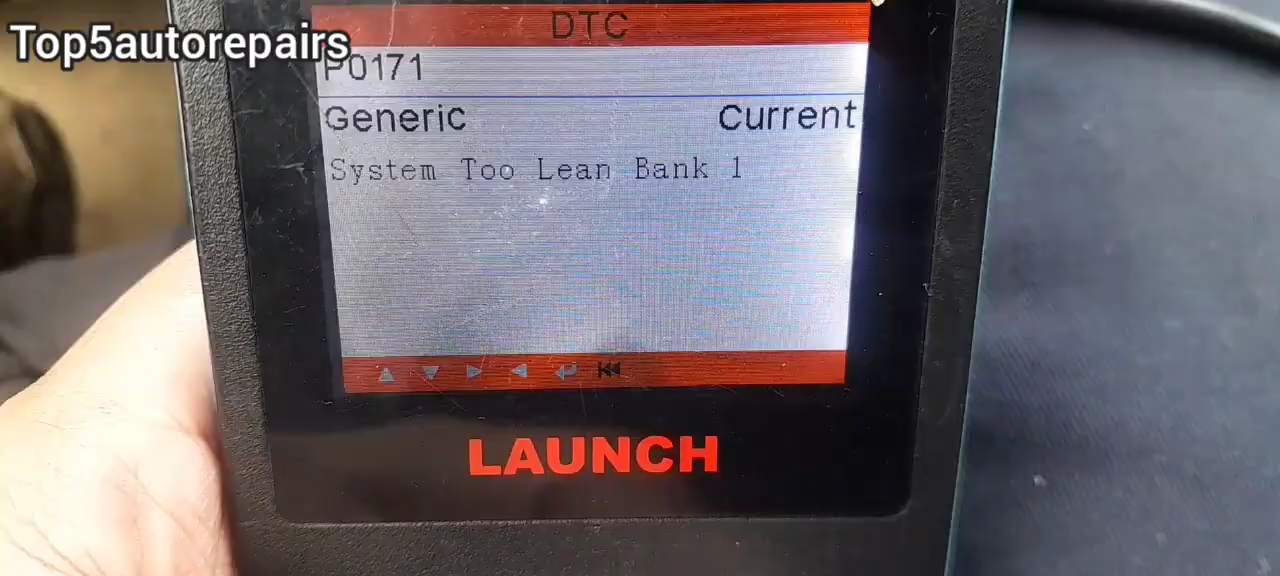 DTC
Top5autorepairs
P0171
Generic Current
System Too Lean Bank 1
LAUNCH